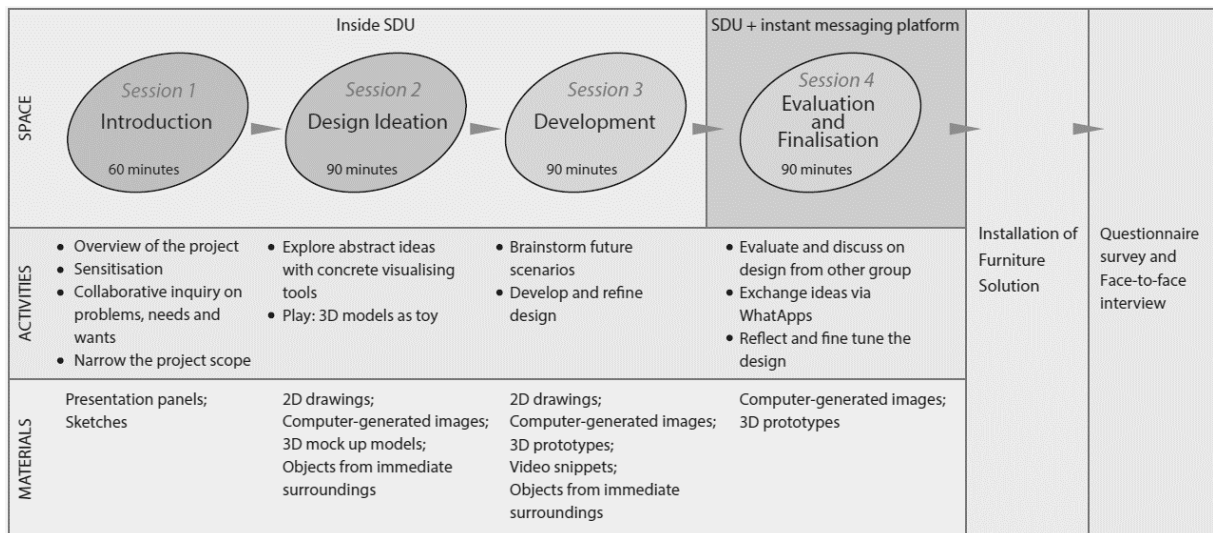 Inside SDU
SDU + instant messaging platform
SPACE
Session 1
Introduction
60 minutes
Session 2
Design Ideation
90 minutes
Session 3
Development
90 minutes
Session 4
Evaluation
and
Finalisation
90 minutes
ACTIVITIES
• Overview of the project
• Sensitisation
• Collaborative inquiry on
problems, needs and
wants
• Narrow the project scope
• Explore abstract ideas
with concrete visualising
tools
• Play: 3D models as toy
• Brainstorm future
scenarios
• Develop and refine
design
• Evaluate and discuss on
design from other group
• Exchange ideas via
WhatApps
• Reflect and fine tune the
design
Installation of
Furniture
Solution
Questionnaire
survey and
Face-to-face
interview
MATERIALS
Presentation panels;
Sketches
2D drawings;
Computer-generated images;
3D mock up models;
Objects from immediate
surroundings
2D drawings;
Computer-generated images;
3D prototypes;
Video snippets;
Objects from immediate
surroundings
Computer-generated images;
3D prototypes